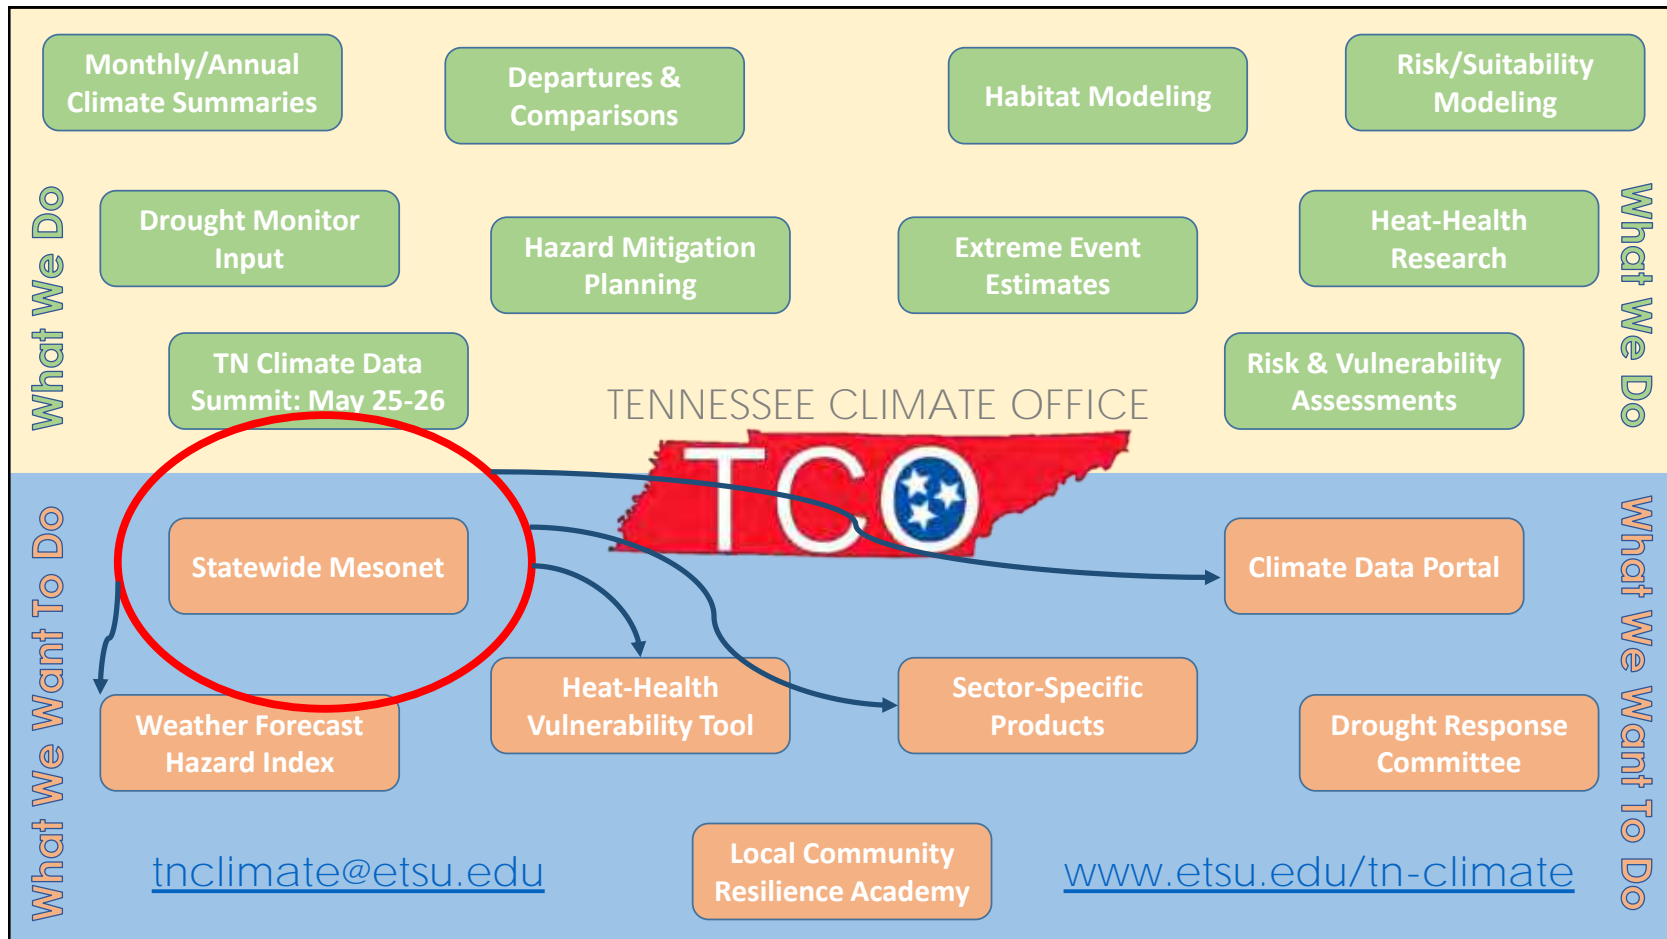 Monthly/Annual
Climate Summaries
Departures &
Comparisons
Habitat Modeling
Risk/Suitability
Modeling
What We Do
Drought Monitor
Input
Hazard Mitigation
Planning
Extreme Event
Estimates
Heat-Health
Research
What We Do
TN Climate Data
Summit: May 25-26
TENNESSEE CLIMATE OFFICE
Risk & Vulnerability
Assessments
TCO
What We Want To Do
Statewide Mesonet
Climate Data Portal
What We Want To Do
Weather Forecast
Hazard Index
Heat-Health
Vulnerability Tool
Sector-Specific
Products
Drought Response
Committee
tnclimate@etsu.edu
Local Community
Resilience Academy
www.etsu.edu/tn-climate